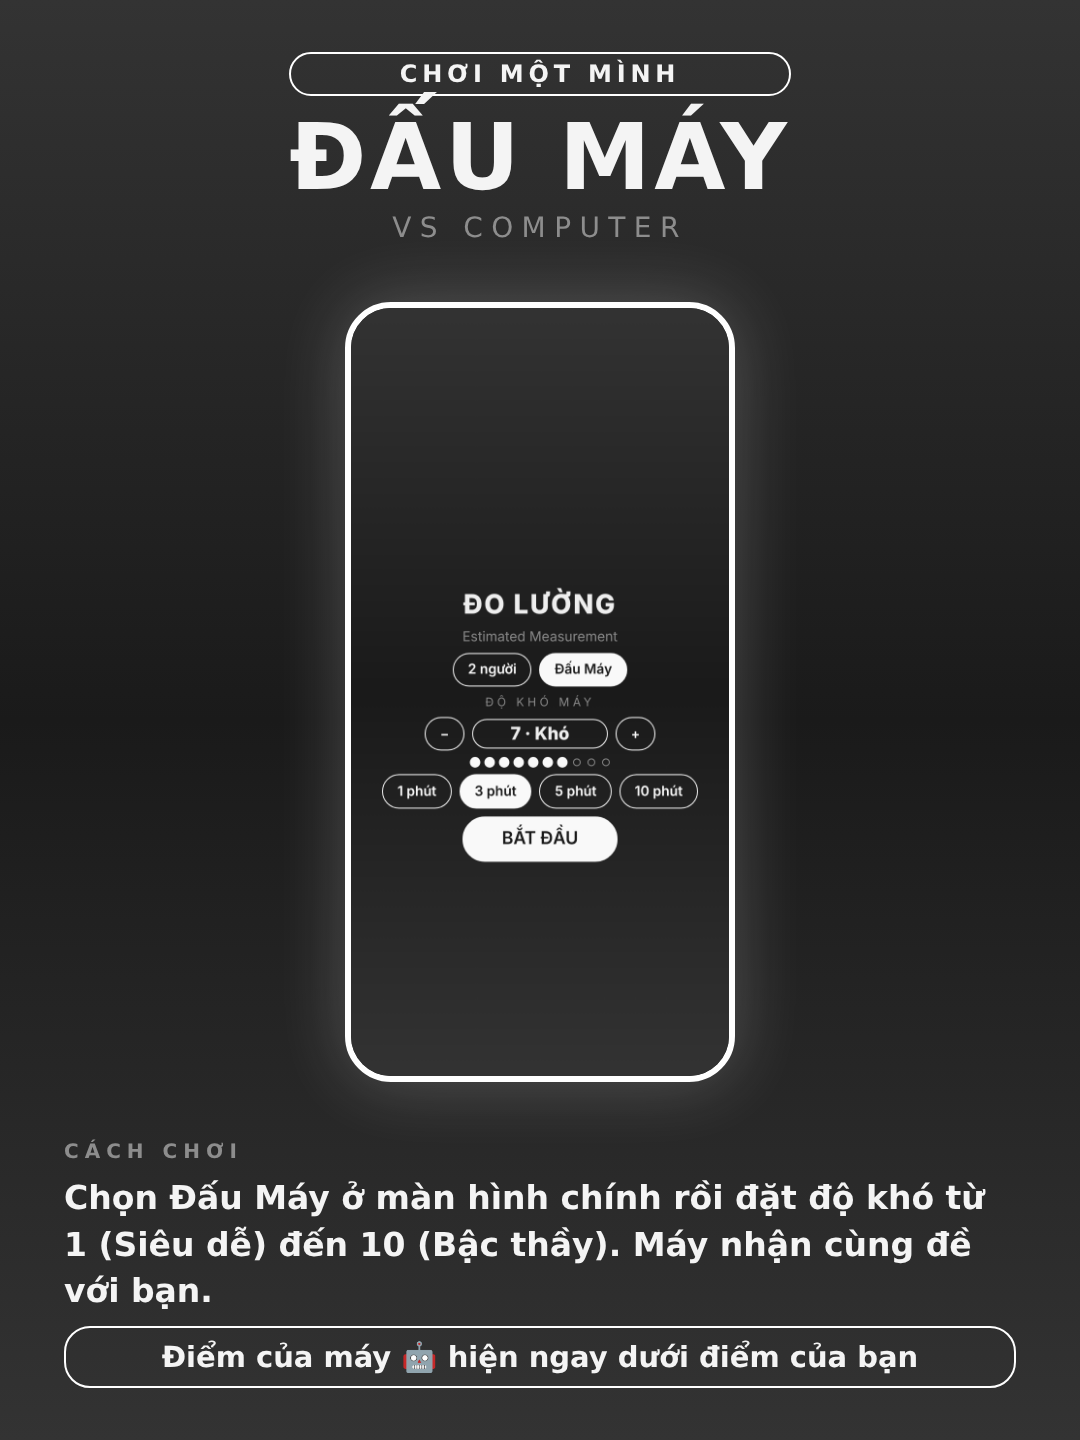 CHƠI MỘT MÌNH
ĐẤU MÁY
VS COMPUTER
ĐO LƯỜNG
Estimated Measurement
2 người Đấu Máy
ĐỘ KHÓ MÁY
− 7 · Khó +
1 phút 3 phút 5 phút 10 phút
BẮT ĐẦU
CÁCH CHƠI
Chọn Đấu Máy ở màn hình chính rồi đặt độ khó từ
1 (Siêu dễ) đến 10 (Bậc thầy). Máy nhận cùng đề
với bạn.
Điểm của máy 🤖 hiện ngay dưới điểm của bạn